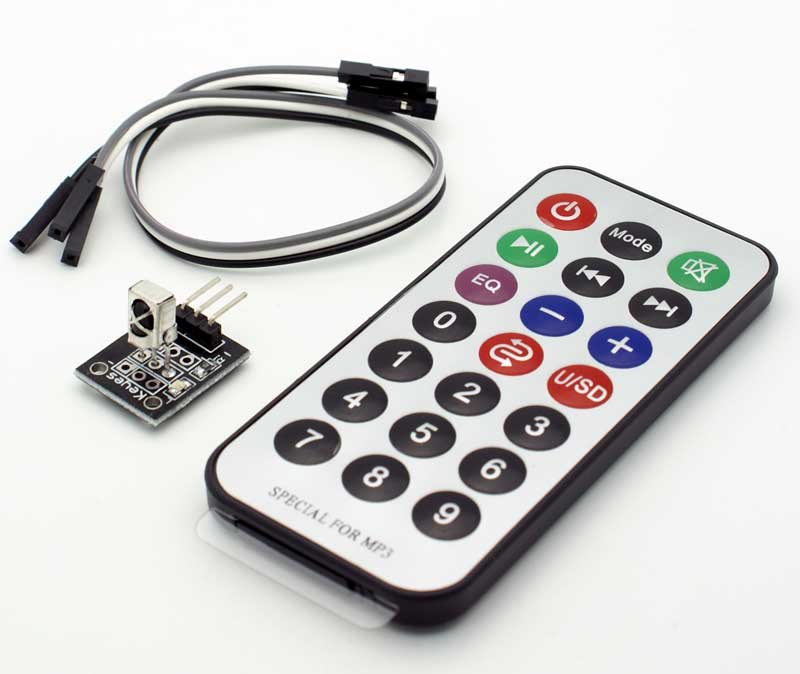 Mode
EQ
0
U/SD
1 2 3
4 5 6
7 8 9
SPECIAL FOR MP3
Keyes